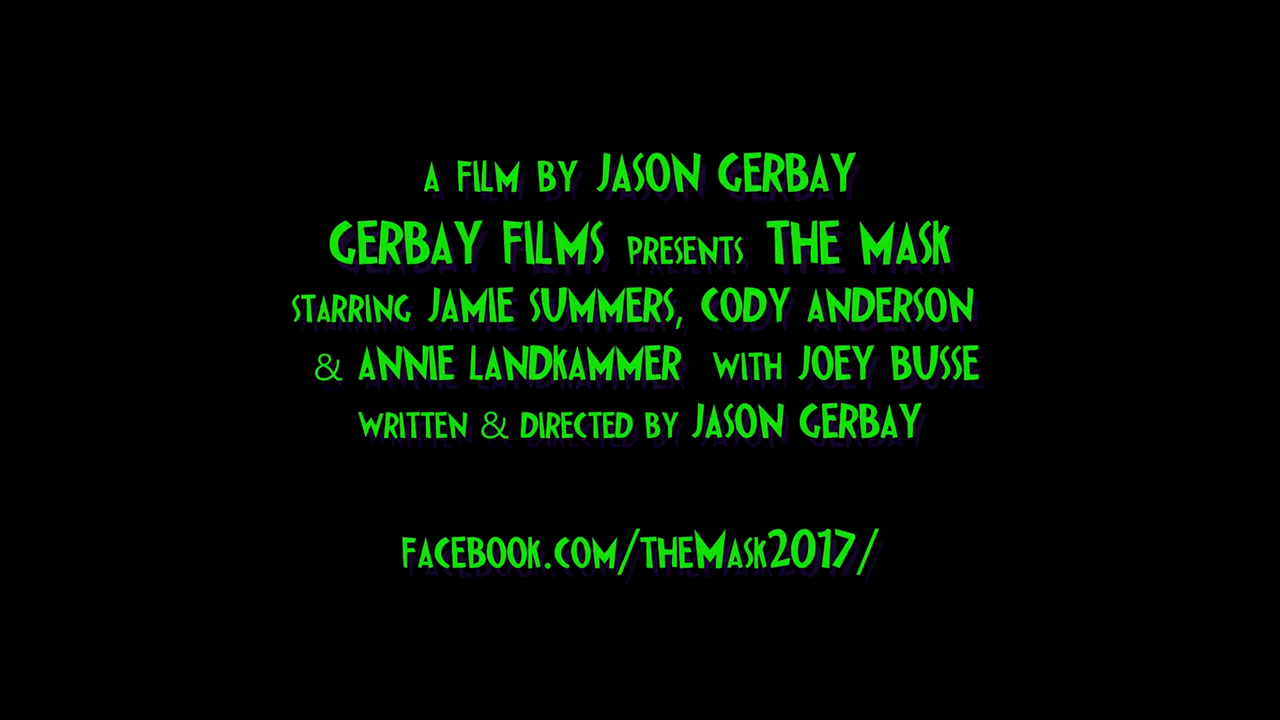 A FILM BY JASON GERBAY
GERBAY FILMS PRESENTS THE MASK
STARRING JAMIE SUMMERS, CODY ANDERSON
& ANNIE LANDKAMMER WITH JOEY BUSSE
WRITTEN & DIRECTED BY JASON GERBAY
FACEBOOK.COM/THEMASK2017/